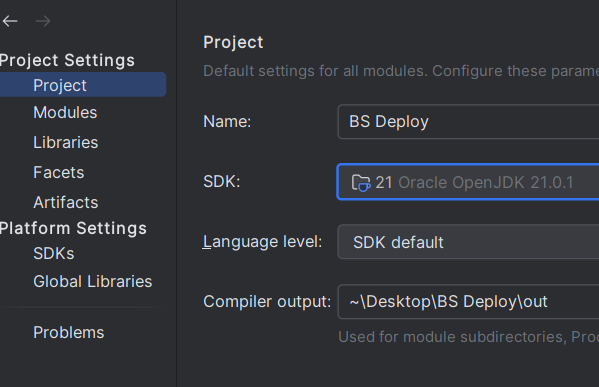 Project Settings
Project
Modules
Libraries
Facets
Artifacts
Platform Settings
SDKs
Global Libraries
Problems
Project
Default settings for all modules. Configure these parame
Name:
BS Deploy
SDK:
21 Oracle OpenJDK 21.0.1
Language level:
SDK default
Compiler output:
~\Desktop\BS Deploy\out
Used for module subdirectories, Prod